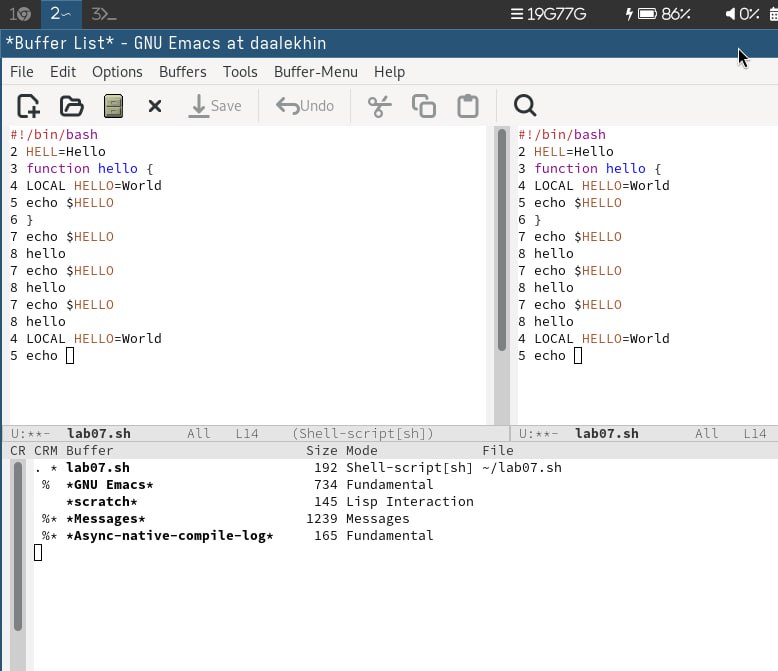 1 2 3 19G77G 86% 0%
*Buffer List* - GNU Emacs at daalekhin
File Edit Options Buffers Tools Buffer-Menu Help
Save Undo
#!/bin/bash
2 HELL=Hello
3 function hello {
4 LOCAL HELLO=World
5 echo $HELLO
6 }
7 echo $HELLO
8 hello
7 echo $HELLO
8 hello
7 echo $HELLO
8 hello
4 LOCAL HELLO=World
5 echo
U:**- lab07.sh All L14 (Shell-script[sh])
#!/bin/bash
2 HELL=Hello
3 function hello {
4 LOCAL HELLO=World
5 echo $HELLO
6 }
7 echo $HELLO
8 hello
7 echo $HELLO
8 hello
7 echo $HELLO
8 hello
4 LOCAL HELLO=World
5 echo
U:**- lab07.sh All L14
CR CRM Buffer Size Mode File
. * lab07.sh 192 Shell-script[sh] ~/lab07.sh
% *GNU Emacs* 734 Fundamental
*scratch* 145 Lisp Interaction
%* *Messages* 1239 Messages
%* *Async-native-compile-log* 165 Fundamental